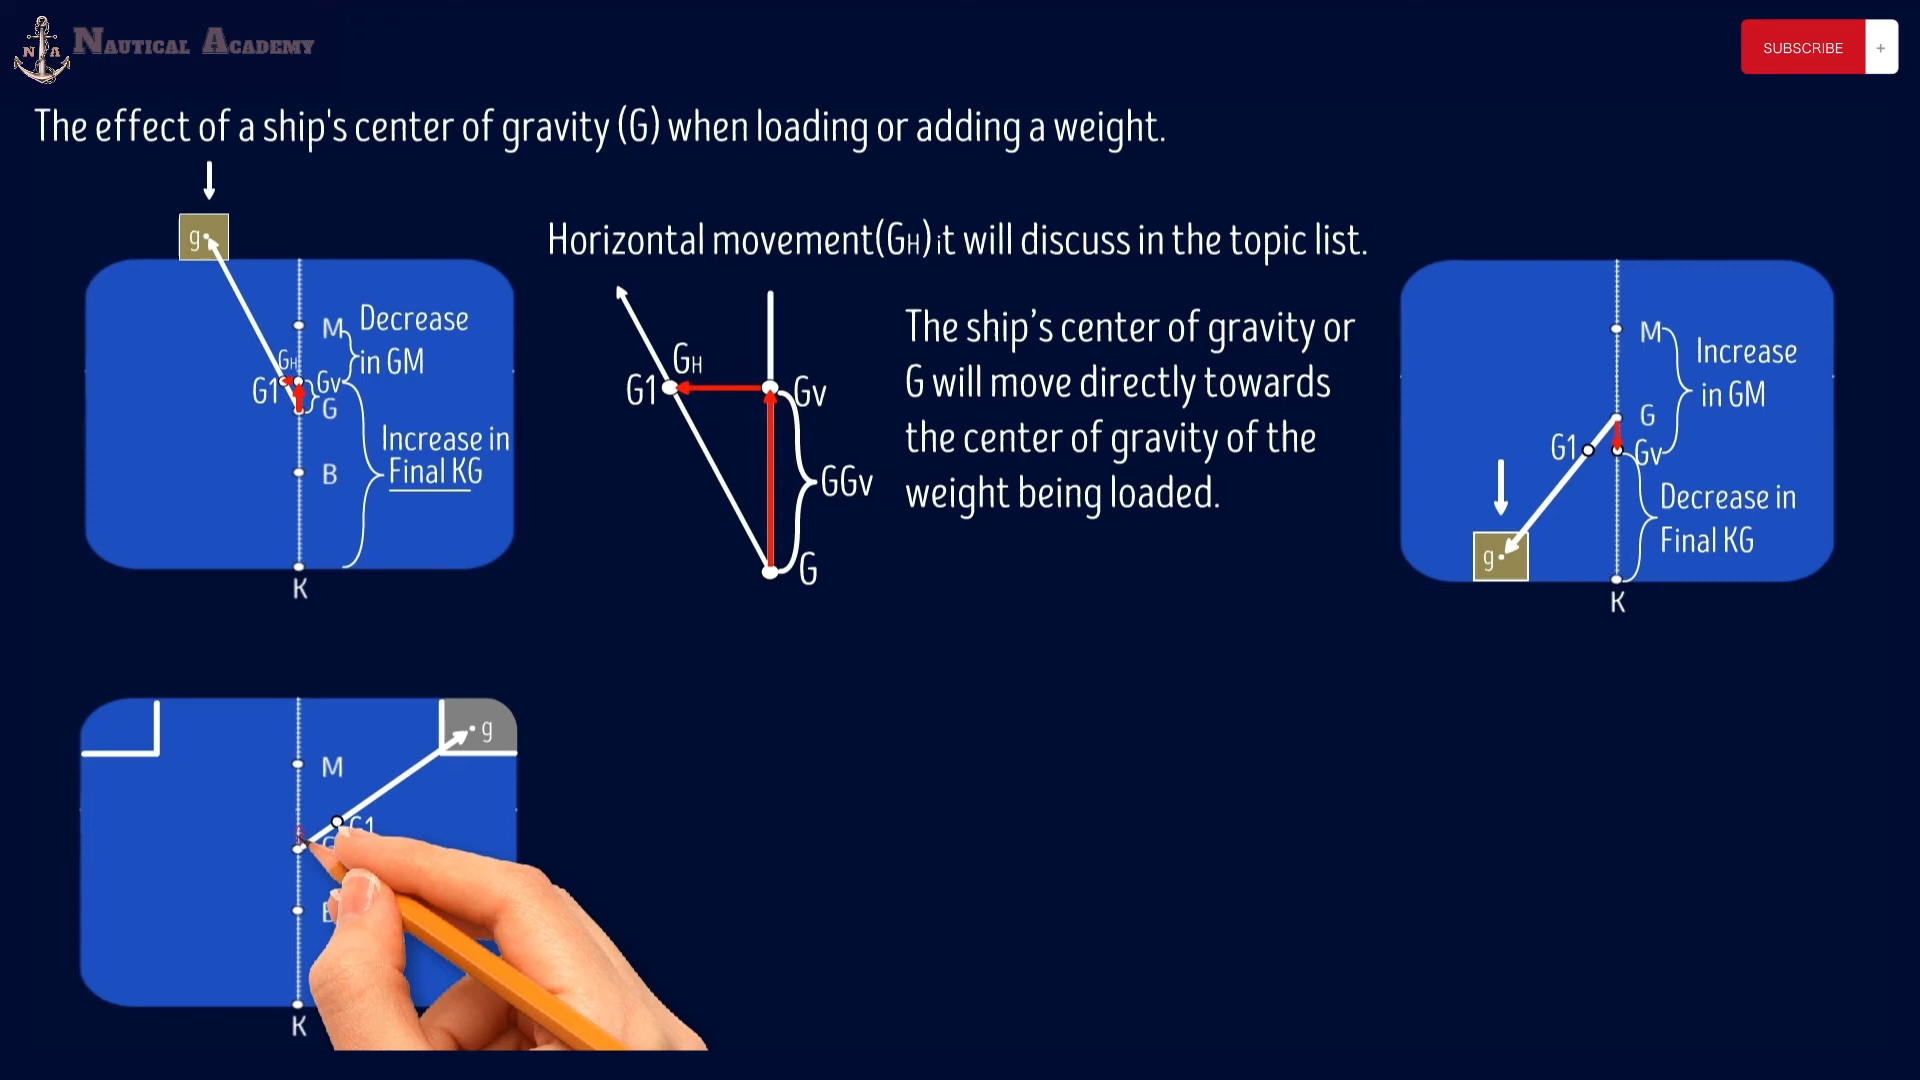 NAUTICAL ACADEMY
N A
SUBSCRIBE +
The effect of a ship's center of gravity (G) when loading or adding a weight.
g
M
Decrease
in GM
GH
G1
Gv
G
Increase in
Final KG
B
K
Horizontal movement(GH) it will discuss in the topic list.
GH
G1
Gv
GGv
G
The ship's center of gravity or
G will move directly towards
the center of gravity of the
weight being loaded.
M
Increase
in GM
G
G1
Gv
Decrease in
Final KG
g
K
g
M
G1
K